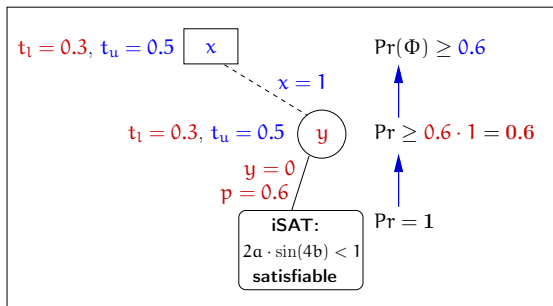 t_l = 0.3, t_u = 0.5 x Pr(Φ) ≥ 0.6
x = 1
t_l = 0.3, t_u = 0.5 y Pr ≥ 0.6 · 1 = 0.6
y = 0
p = 0.6
iSAT: Pr = 1
2a · sin(4b) < 1
satisfiable